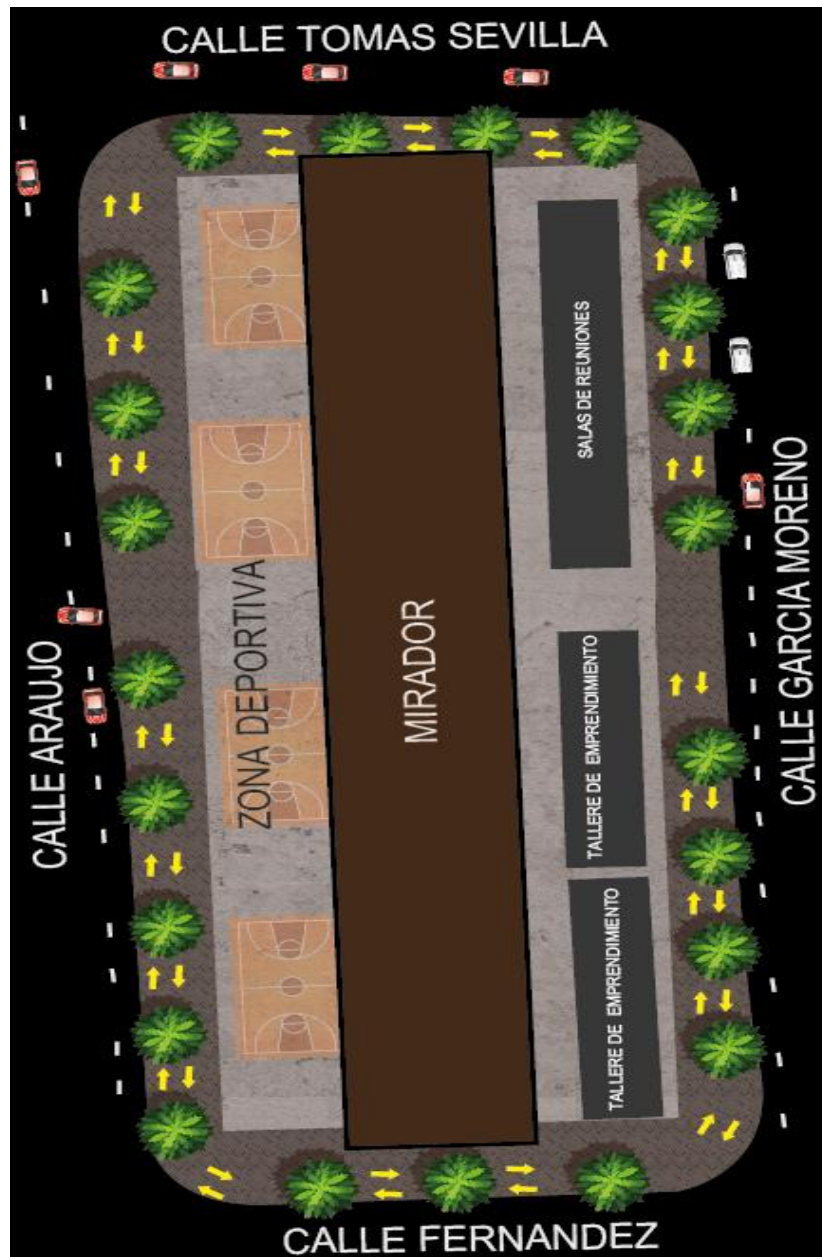 CALLE TOMAS SEVILLA
SALAS DE REUNIONES
CALLE GARCIA MORENO
ZONA DEPORTIVA
MIRADOR
TALLERE DE EMPRENDIMIENTO
CALLE ARAUJO
TALLERE DE EMPRENDIMIENTO
CALLE FERNANDEZ